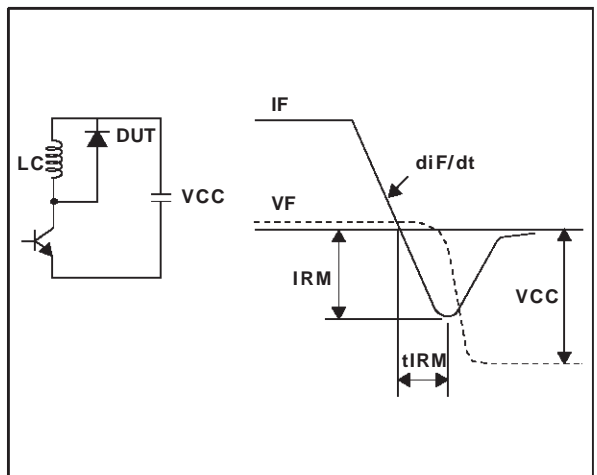 DUT
LC
VCC
IF
diF/dt
VF
IRM
VCC
tIRM